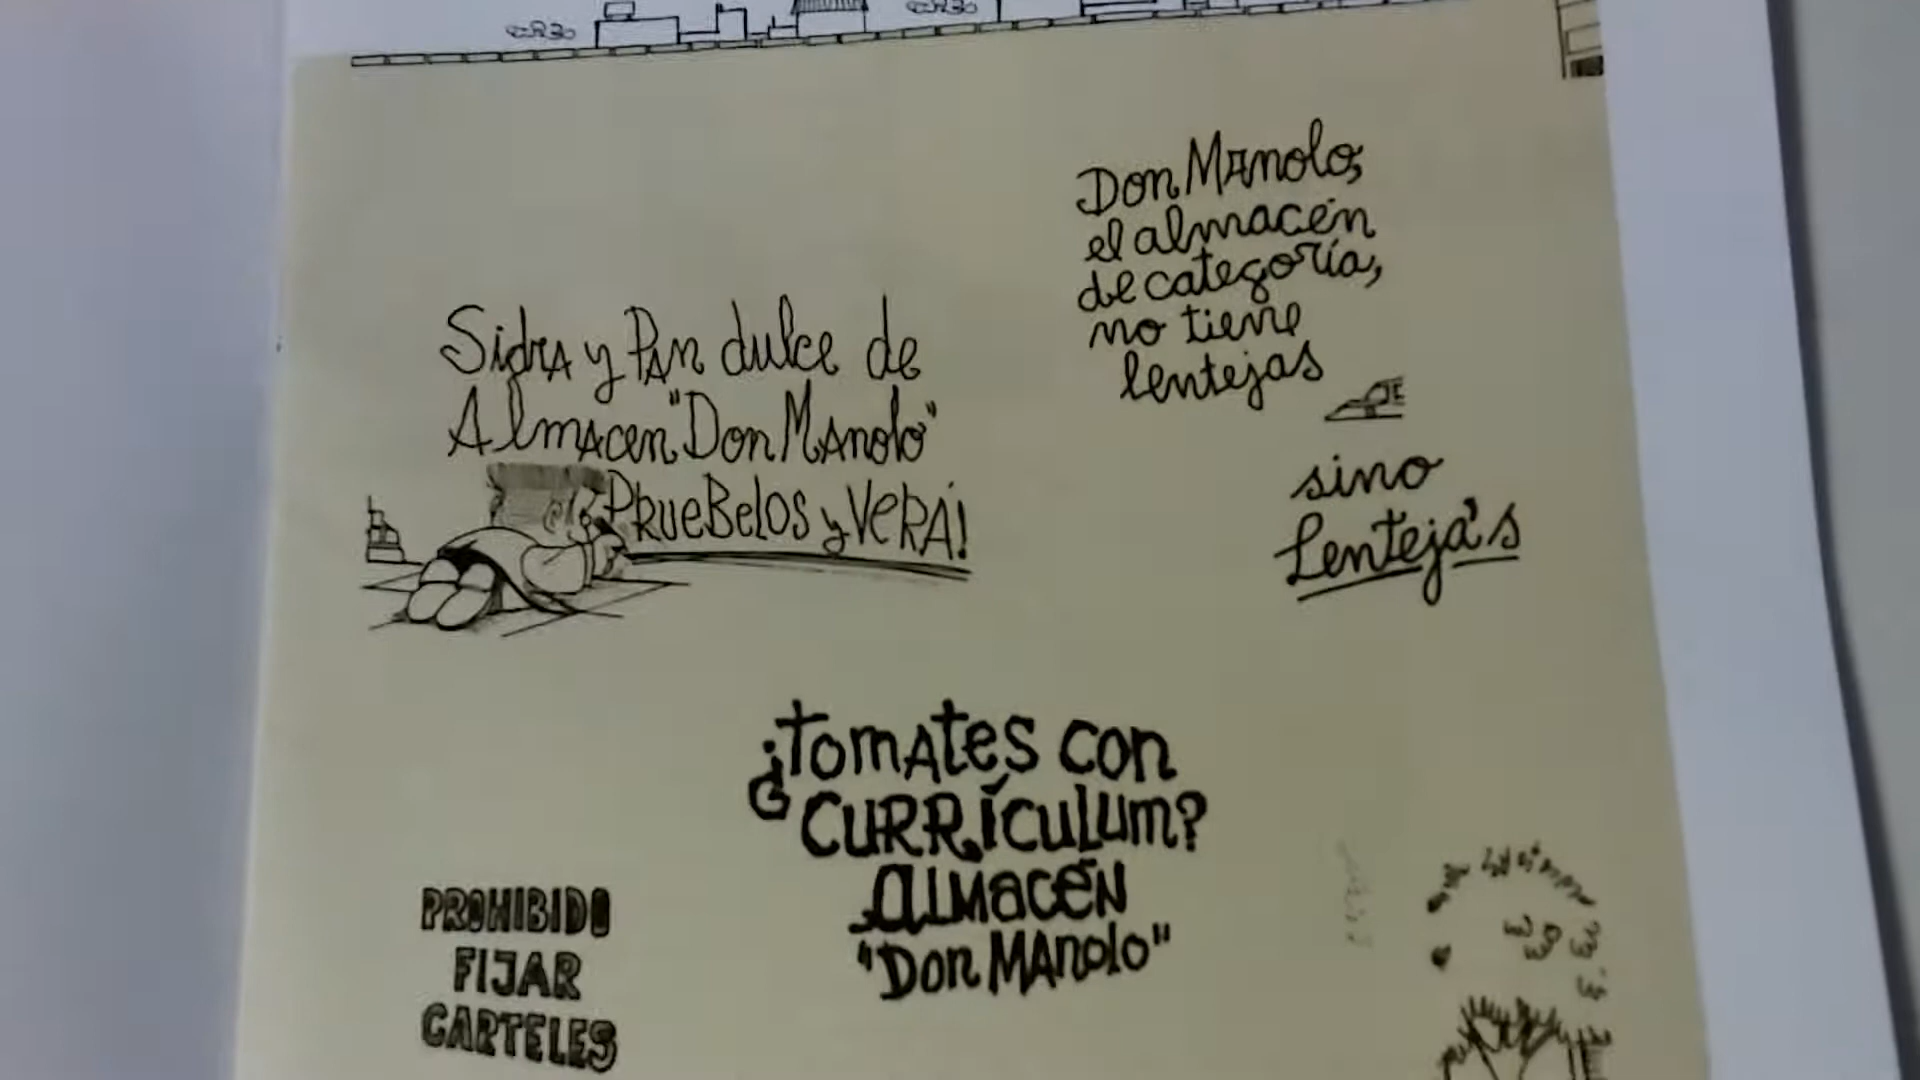 Sidra y Pan dulce de
Almacen "Don Manolo"
PrueBelos y VeRÁ!
Don Manolo,
el almacén
de categoría,
no tiene
lentejas
sino
Lenteja's
¿Tomates con
CURRículum?
almacén
"Don Manolo"
PROHIBIDO
FIJAR
CARTELES